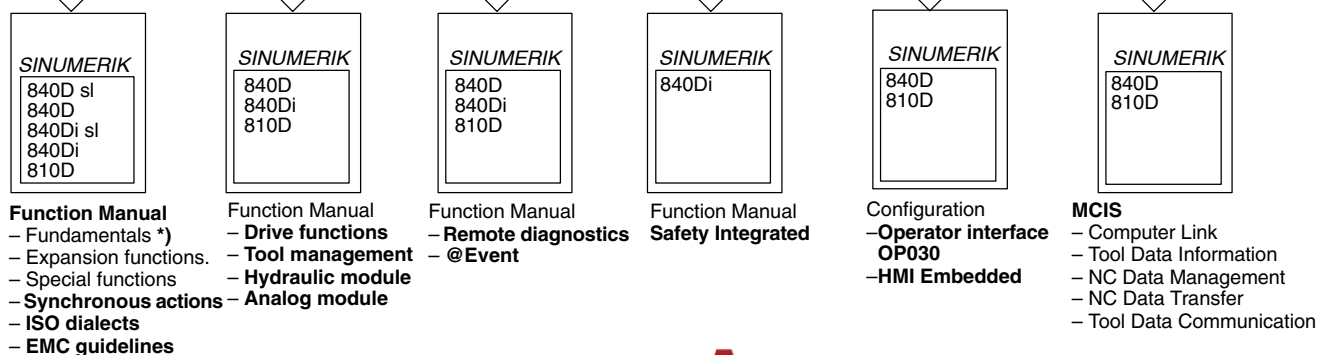 SINUMERIK
840D sl
840D
840Di sl
840Di
810D
Function Manual
– Fundamentals *)
– Expansion functions.
– Special functions
– Synchronous actions
– ISO dialects
– EMC guidelines
SINUMERIK
840D
840Di
810D
Function Manual
– Drive functions
– Tool management
– Hydraulic module
– Analog module
SINUMERIK
840D
840Di
810D
Function Manual
– Remote diagnostics
– @Event
SINUMERIK
840Di
Function Manual
Safety Integrated
SINUMERIK
840D
810D
Configuration
–Operator interface
OP030
–HMI Embedded
SINUMERIK
840D
810D
MCIS
– Computer Link
– Tool Data Information
– NC Data Management
– NC Data Transfer
– Tool Data Communication